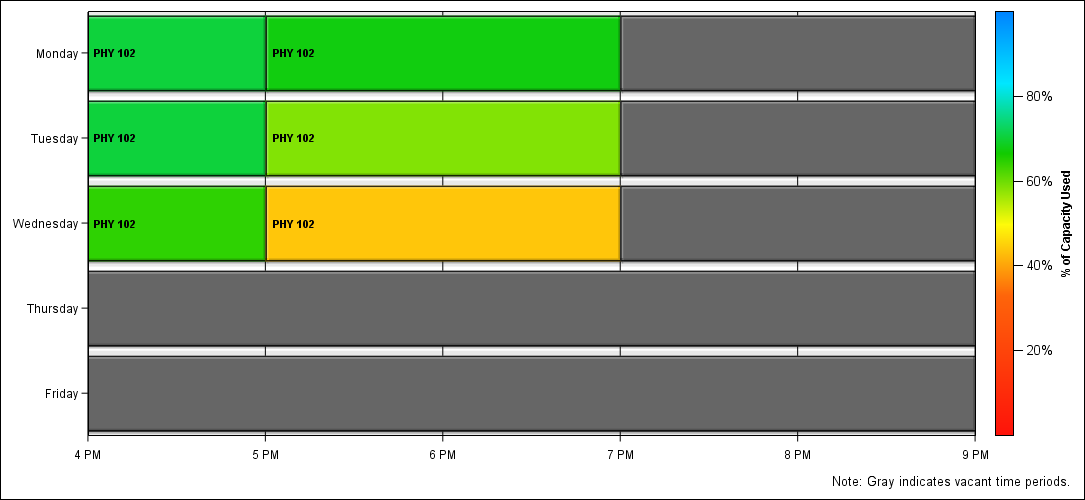 Monday
PHY 102 PHY 102
80%
Tuesday
PHY 102 PHY 102
60%
Wednesday
PHY 102 PHY 102
40%
Thursday
20%
Friday
% of Capacity Used
4 PM 5 PM 6 PM 7 PM 8 PM 9 PM
Note: Gray indicates vacant time periods.